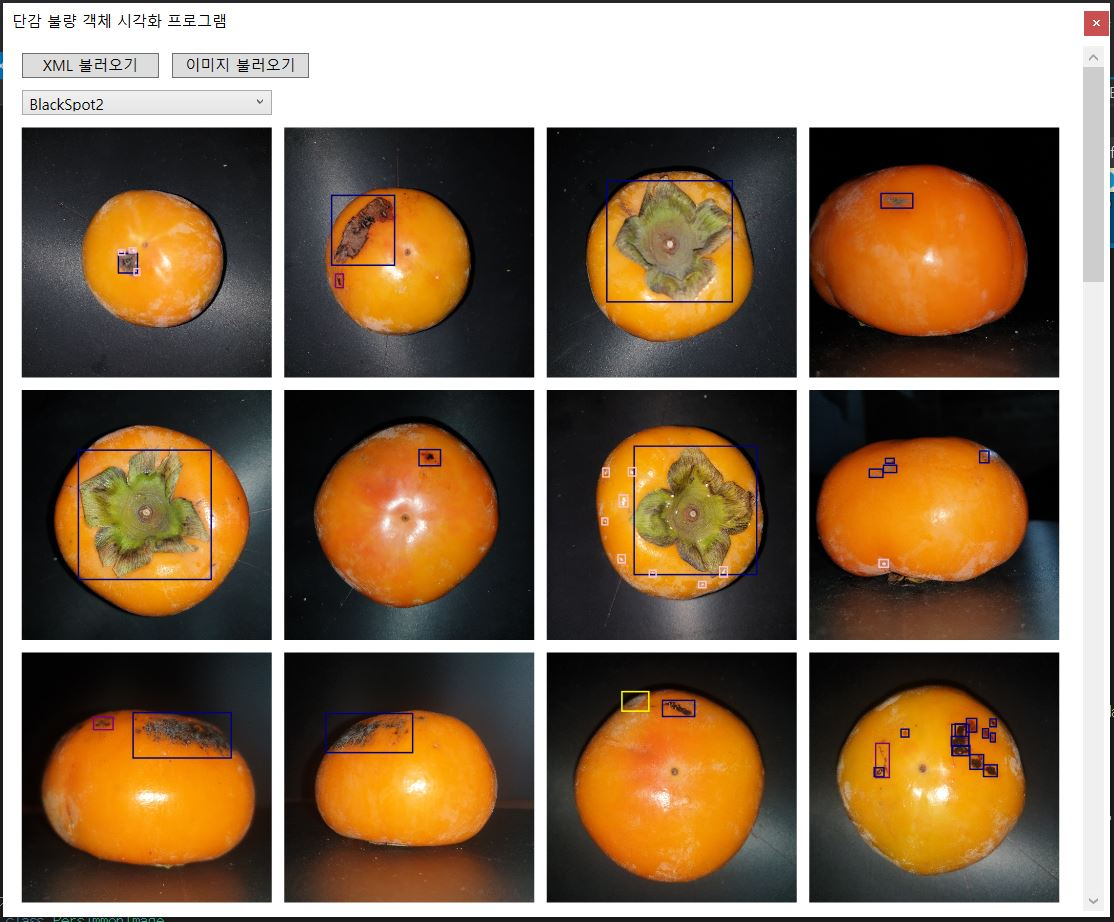 단감 불량 객체 시각화 프로그램
XML 불러오기
이미지 불러오기
BlackSpot2
class PersimmonImage